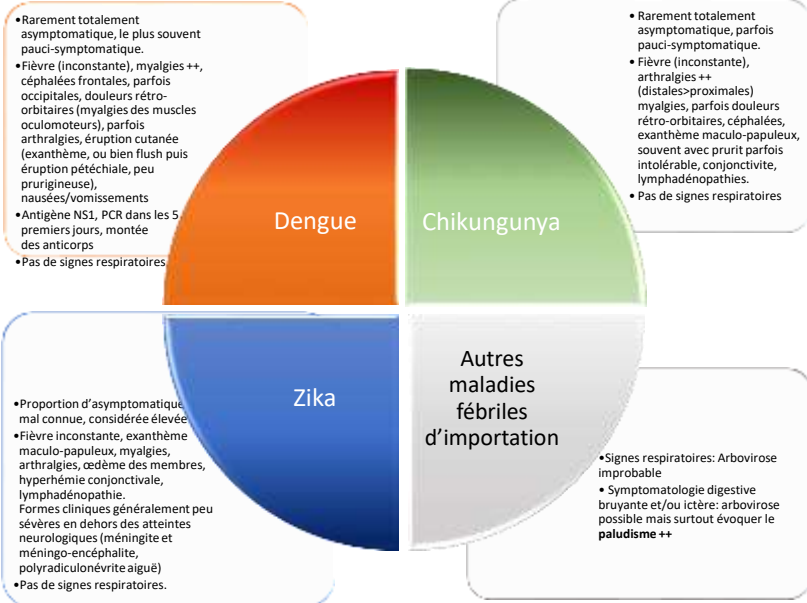 •Rarement totalement
asymptomatique, le plus souvent
pauci-symptomatique.
•Fièvre (inconstante), myalgies ++,
céphalées frontales, parfois
occipitales, douleurs rétro-
orbitaires (myalgies des muscles
oculomoteurs), parfois
arthralgies, éruption cutanée
(exanthème, ou bien flush puis
éruption pétéchiale, peu
prurigineuse),
nausées/vomissements
•Antigène NS1, PCR dans les 5
premiers jours, montée
des anticorps
•Pas de signes respiratoires
• Rarement totalement
asymptomatique, parfois
pauci-symptomatique.
• Fièvre (inconstante),
arthralgies ++
(distales>proximales)
myalgies, parfois douleurs
rétro-orbitaires, céphalées,
exanthème maculo-papuleux,
souvent avec prurit parfois
intolérable, conjonctivite,
lymphadénopathies.
• Pas de signes respiratoires
Dengue
Chikungunya
Zika
Autres
maladies
fébriles
d'importation
•Proportion d'asymptomatique
mal connue, considérée élevée
•Fièvre inconstante, exanthème
maculo-papuleux, myalgies,
arthralgies, œdème des membres,
hyperhémie conjonctivale,
lymphadénopathie.
Formes cliniques généralement peu
sévères en dehors des atteintes
neurologiques (méningite et
méningo-encéphalite,
polyradiculonévrite aiguë)
•Pas de signes respiratoires.
•Signes respiratoires: Arbovirose
improbable
• Symptomatologie digestive
bruyante et/ou ictère: arbovirose
possible mais surtout évoquer le
paludisme ++